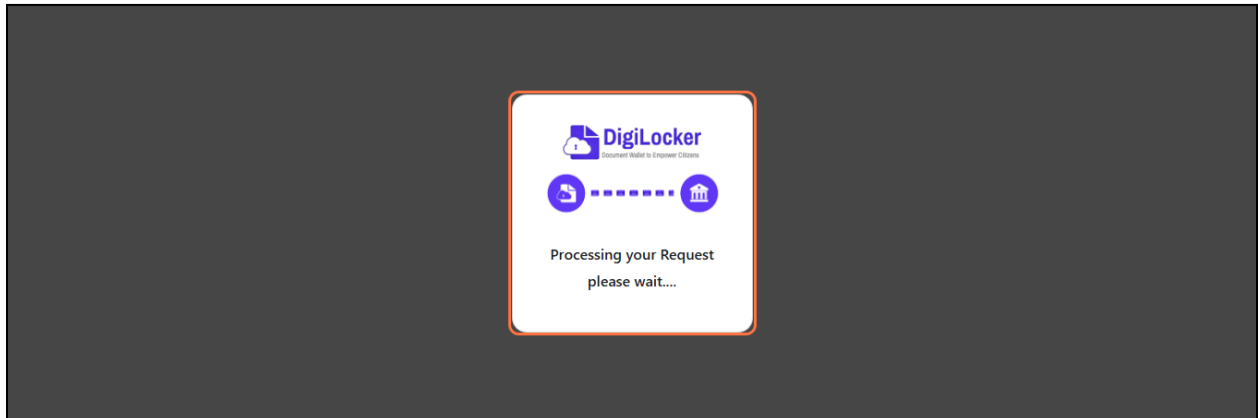 DigiLocker
Document Wallet to Empower Citizens
Processing your Request
please wait....